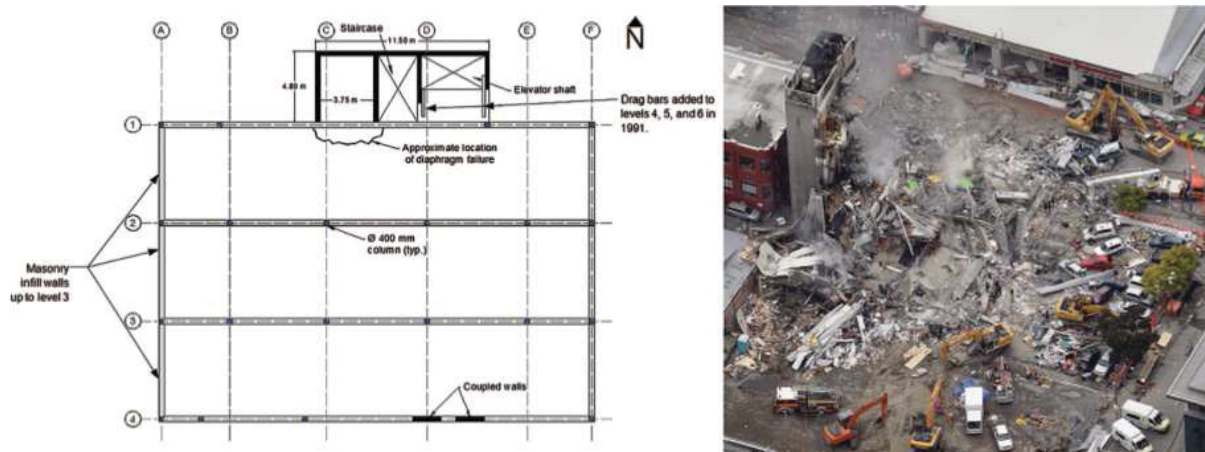 A
B
C
D
E
F
Staircase
11.50 m
N
4.80 m
3.75 m
Elevator shaft
Drag bars added to
levels 4, 5, and 6 in
1991.
1
Approximate location
of diaphragm failure
2
Ø 400 mm
column (typ.)
Masonry
infill walls
up to level 3
3
Coupled walls
4